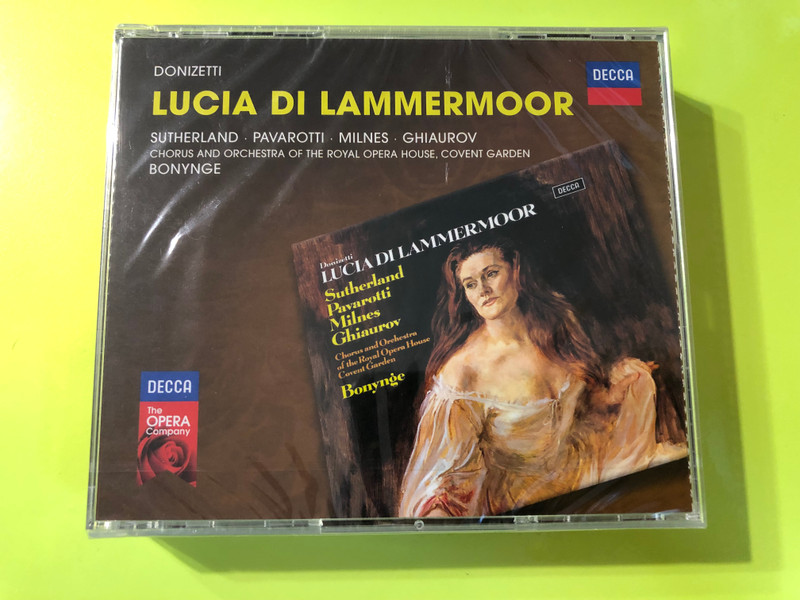 DONIZETTI
DECCA
LUCIA DI LAMMERMOOR
SUTHERLAND · PAVAROTTI · MILNES · GHIAUROV
CHORUS AND ORCHESTRA OF THE ROYAL OPERA HOUSE, COVENT GARDEN
BONYNGE
DECCA
Donizetti
LUCIA DI LAMMERMOOR
Sutherland
Pavarotti
Milnes
Ghiaurov
Chorus and Orchestra
of the Royal Opera House
Covent Garden
Bonynge
DECCA
The
OPERA
Company